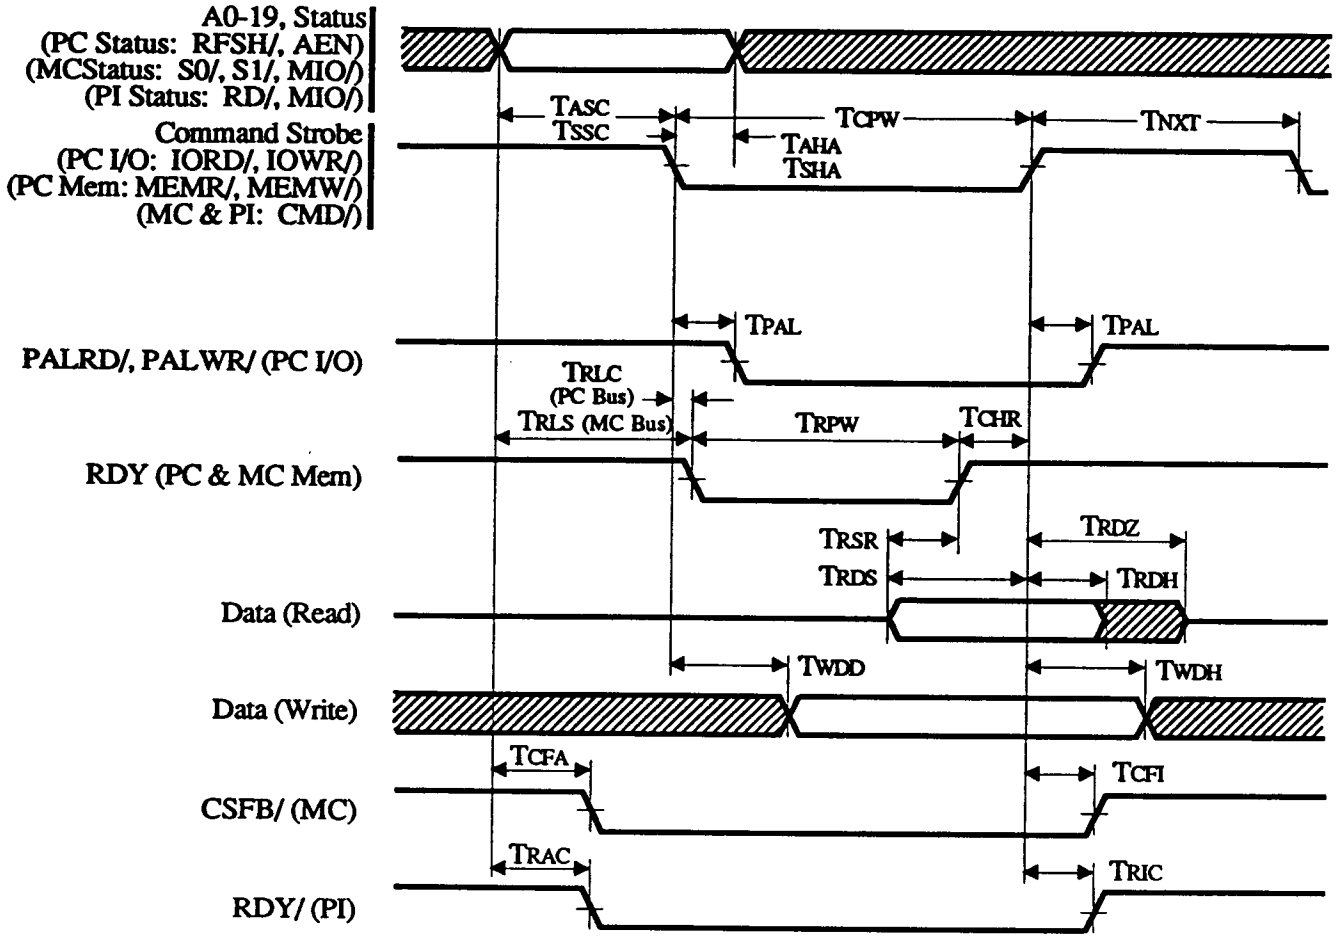 A0-19, Status
(PC Status: RFSH/, AEN)
(MCStatus: S0/, S1/, MIO/)
(PI Status: RD/, MIO/)
TASC
TSSC
TCPW
TNXT
TAHA
TSHA
Command Strobe
(PC I/O: IORD/, IOWR/)
(PC Mem: MEMR/, MEMW/)
(MC & PI: CMD/)
TPAL
TPAL
PALRD/, PALWR/ (PC I/O)
TRLC
(PC Bus)
TRLS (MC Bus)
TRPW
TCHR
RDY (PC & MC Mem)
TRSR
TRDZ
TRDS
TRDH
Data (Read)
TWDD
TWDH
Data (Write)
TCFA
TCFI
CSFB/ (MC)
TRAC
TRIC
RDY/ (PI)